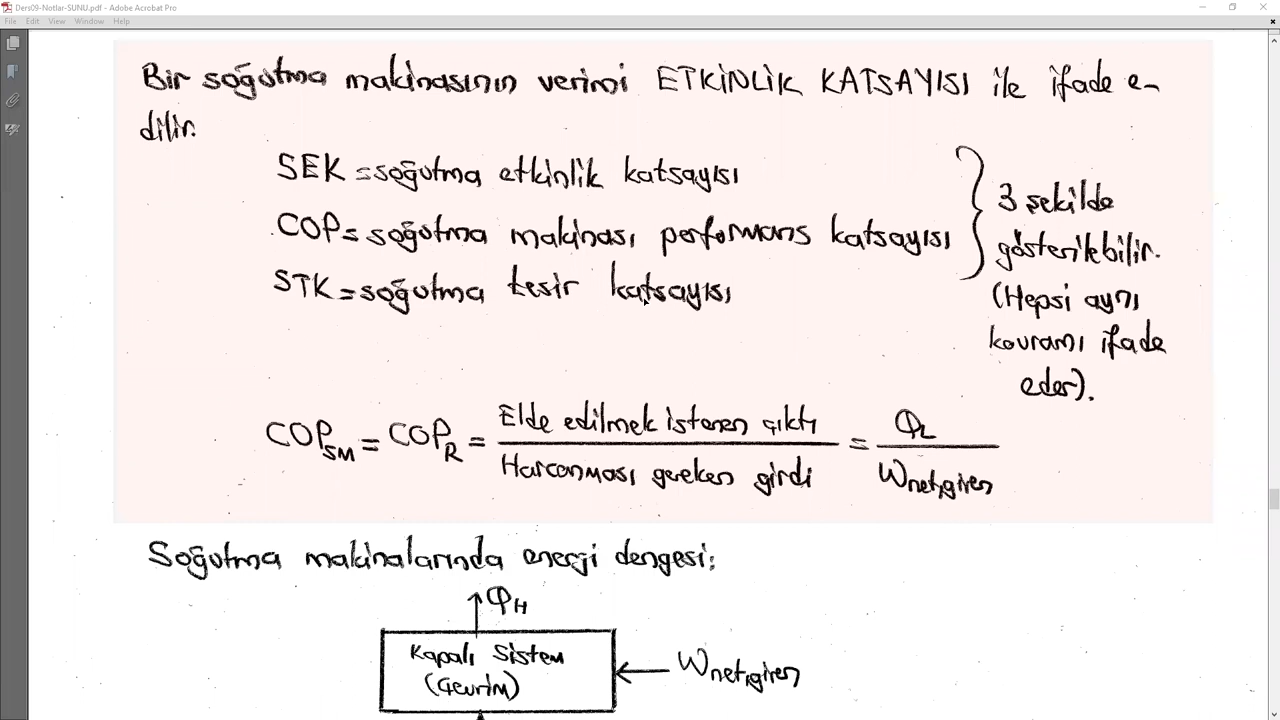 Ders09-Notlar-SUNU.pdf - Adobe Acrobat Pro
File Edit View Window Help
Bir soğutma makinasının verimi ETKİNLİK KATSAYISI ile ifade e-
dilir.
SEK=soğutma etkinlik katsayısı
COP=soğutma makinası performans katsayısı
STK=soğutma tesir katsayısı
3 şekilde
gösterilebilir.
(Hepsi aynı
kavramı ifade
eder).
COP_SM = COP_R = Elde edilmek istenen çıktı / Harcanması gereken girdi = Q_L / W_net,giren
Soğutma makinalarında enerji dengesi:
Q_H
Kapalı Sistem
(Çevrim)
W_net,giren